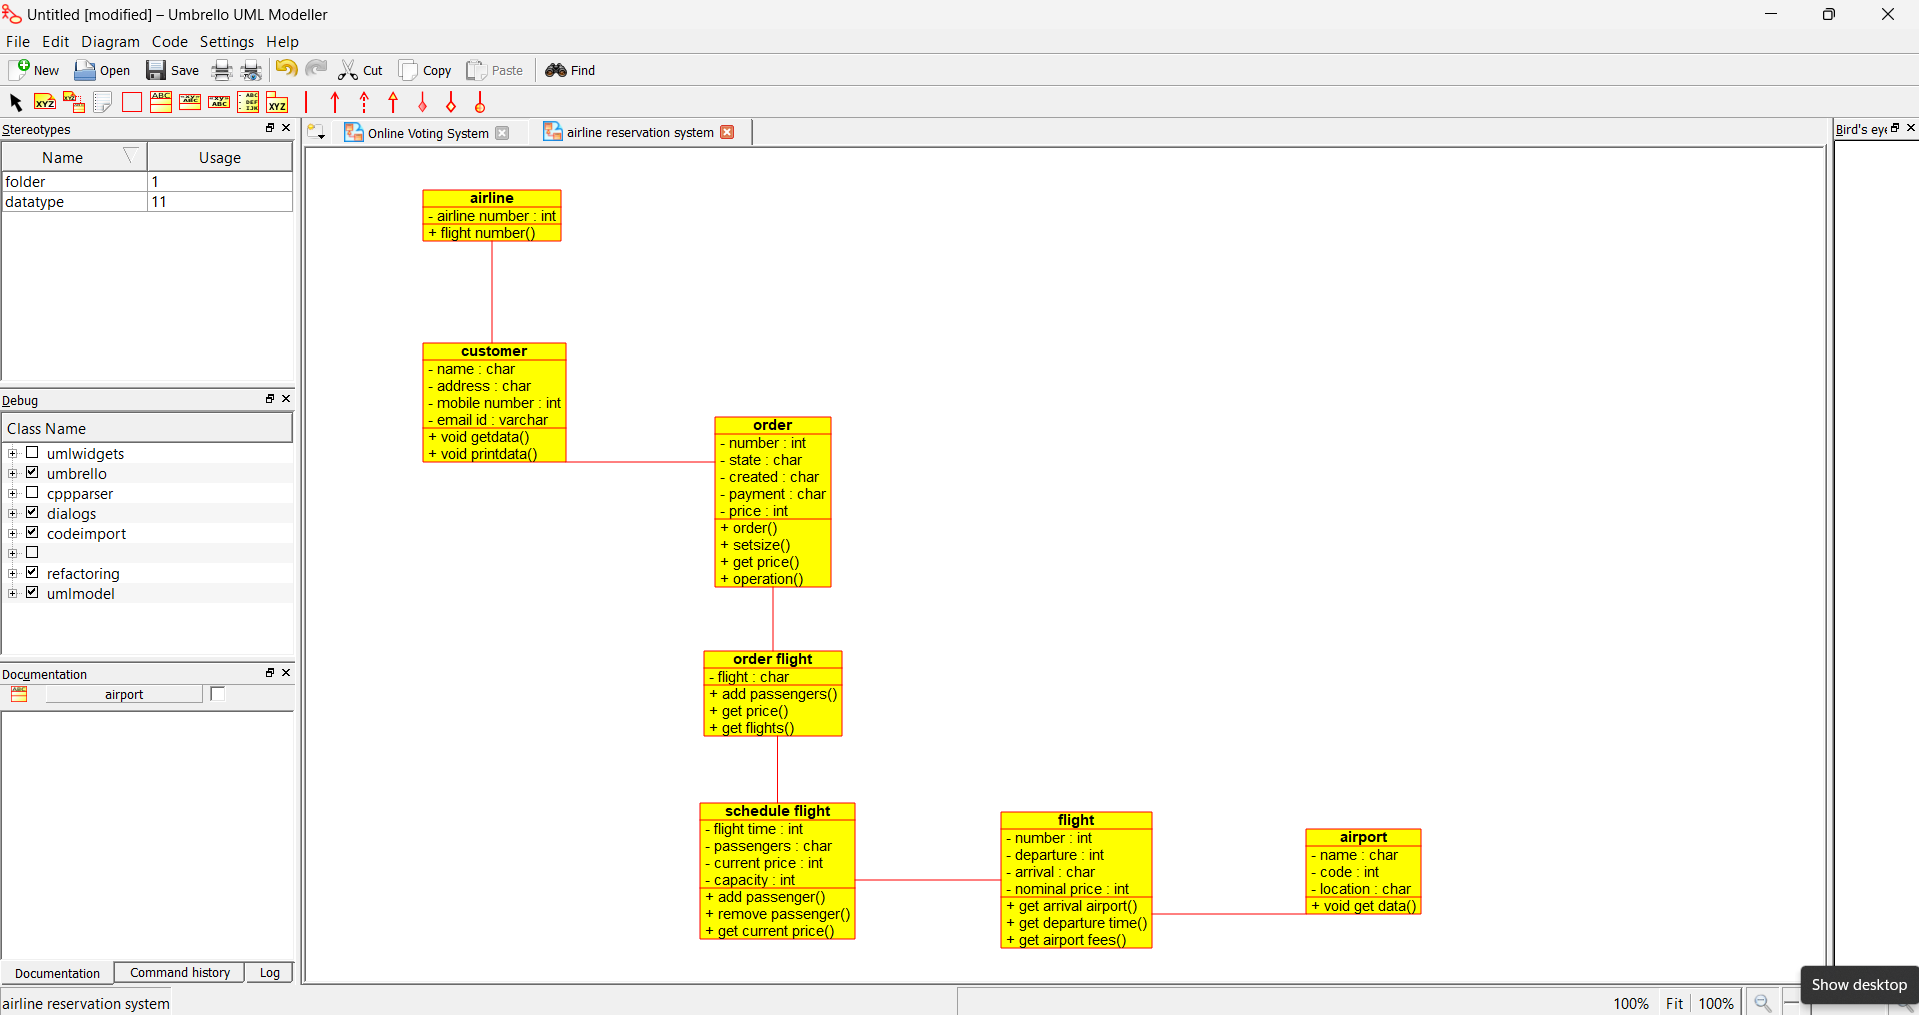 Untitled [modified] – Umbrello UML Modeller
File Edit Diagram Code Settings Help
New Open Save Cut Copy Paste Find
Stereotypes
Name Usage
folder 1
datatype 11
Debug
Class Name
umlwidgets
umbrello
cppparser
dialogs
codeimport
refactoring
umlmodel
Documentation
airport
Documentation Command history Log
Online Voting System airline reservation system
airline
- airline number : int
+ flight number()
customer
- name : char
- address : char
- mobile number : int
- email id : varchar
+ void getdata()
+ void printdata()
order
- number : int
- state : char
- created : char
- payment : char
- price : int
+ order()
+ setsize()
+ get price()
+ operation()
order flight
- flight : char
+ add passengers()
+ get price()
+ get flights()
schedule flight
- flight time : int
- passengers : char
- current price : int
- capacity : int
+ add passenger()
+ remove passenger()
+ get current price()
flight
- number : int
- departure : int
- arrival : char
- nominal price : int
+ get arrival airport()
+ get departure time()
+ get airport fees()
airport
- name : char
- code : int
- location : char
+ void get data()
Bird's eye
Show desktop
airline reservation system
100% Fit 100%